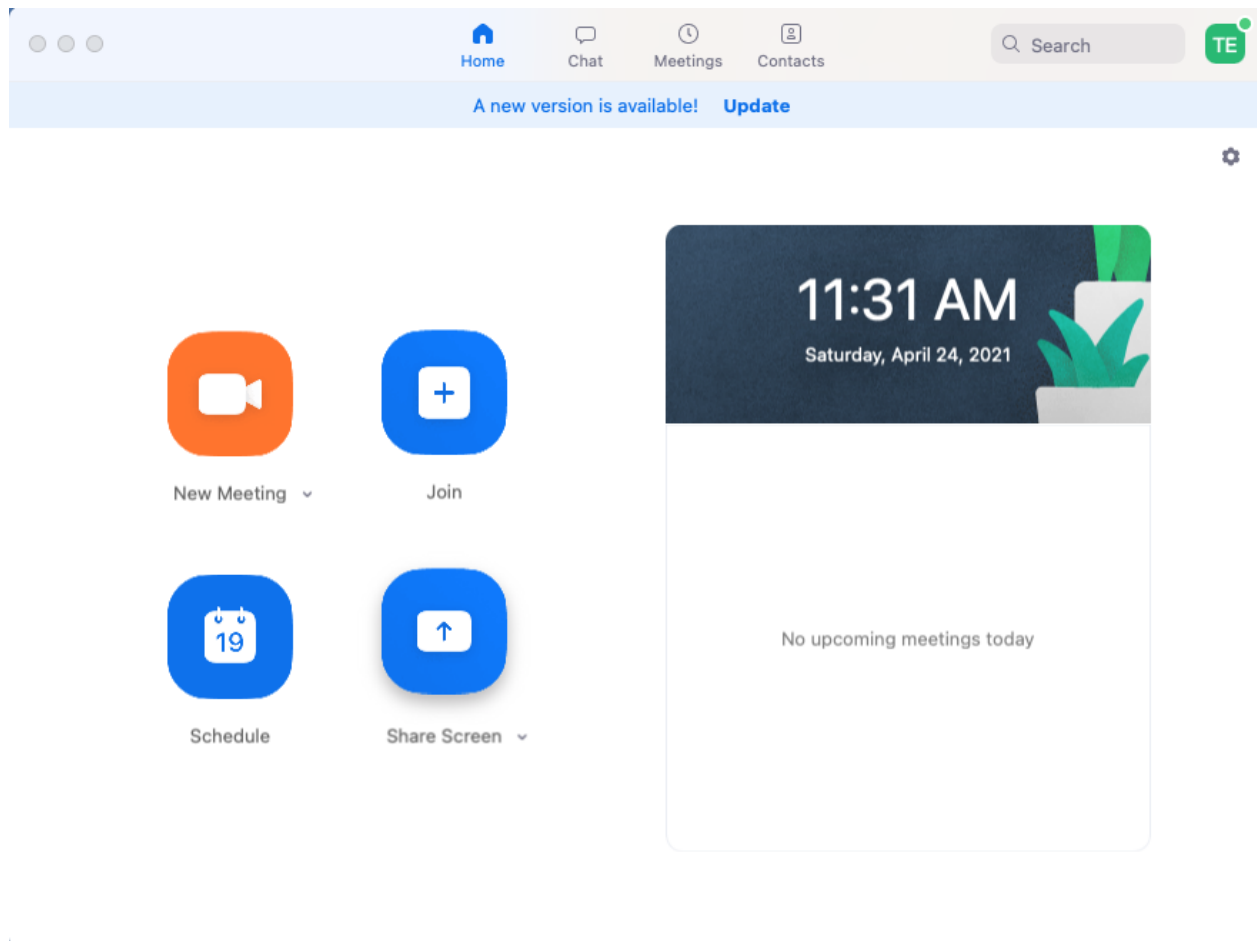 Home
Chat
Meetings
Contacts
Search
TE
A new version is available! Update
11:31 AM
Saturday, April 24, 2021
New Meeting
Join
19
Schedule
Share Screen
No upcoming meetings today